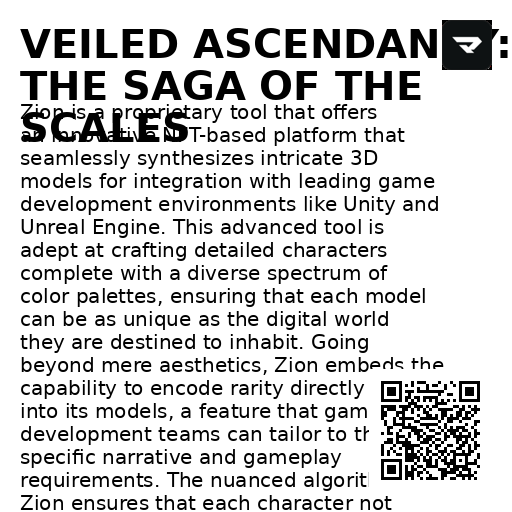 VEILED ASCENDAN Y:
THE SAGA OF THE
SCALES
Zion is a proprietary tool that offers
an innovative NFT-based platform that
seamlessly synthesizes intricate 3D
models for integration with leading game
development environments like Unity and
Unreal Engine. This advanced tool is
adept at crafting detailed characters
complete with a diverse spectrum of
color palettes, ensuring that each model
can be as unique as the digital world
they are destined to inhabit. Going
beyond mere aesthetics, Zion embeds the
capability to encode rarity directly
into its models, a feature that gam
development teams can tailor to th
specific narrative and gameplay
requirements. The nuanced algorit
Zion ensures that each character not